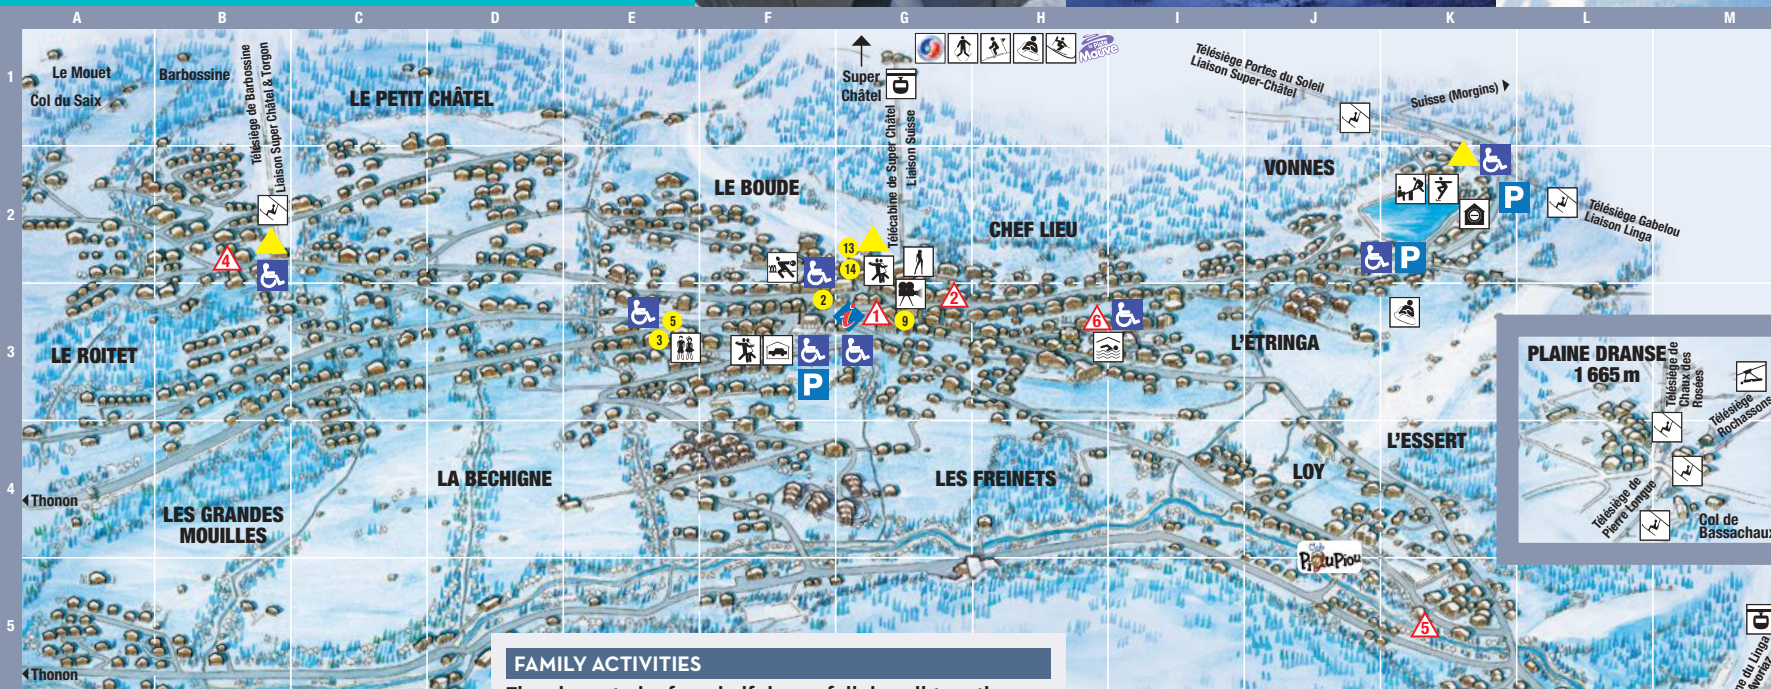 A B C D E F G H I J K L M
1
2
3
4
5
Le Mouet
Col du Saix
Barbossine
Télésiège de Barbossine
Liaison Super Châtel & Torgon
LE PETIT CHÂTEL
Super
Châtel
la piste
Mauve
Télécabine de Super Châtel
Liaison Suisse
Télésiège Portes du Soleil
Liaison Super-Châtel
Suisse (Morgins)
VONNES
LE BOUDE
CHEF LIEU
P
Télésiège Gabelou
Liaison Linga
4
13
14
P
2
i
1
9
2
6
5
3
P
LE ROITET
L'ÉTRINGA
PLAINE DRANSE
1 665 m
Télésiège de
Chaux des
Rosées
Télésiège
Rochassons
Télésiège de
Pierre Longue
Col de
Bassachaux
L'ESSERT
LA BECHIGNE
LES FREINETS
LOY
Thonon
LES GRANDES
MOUILLES
Club
PiouPiou
5
Thonon
FAMILY ACTIVITIES